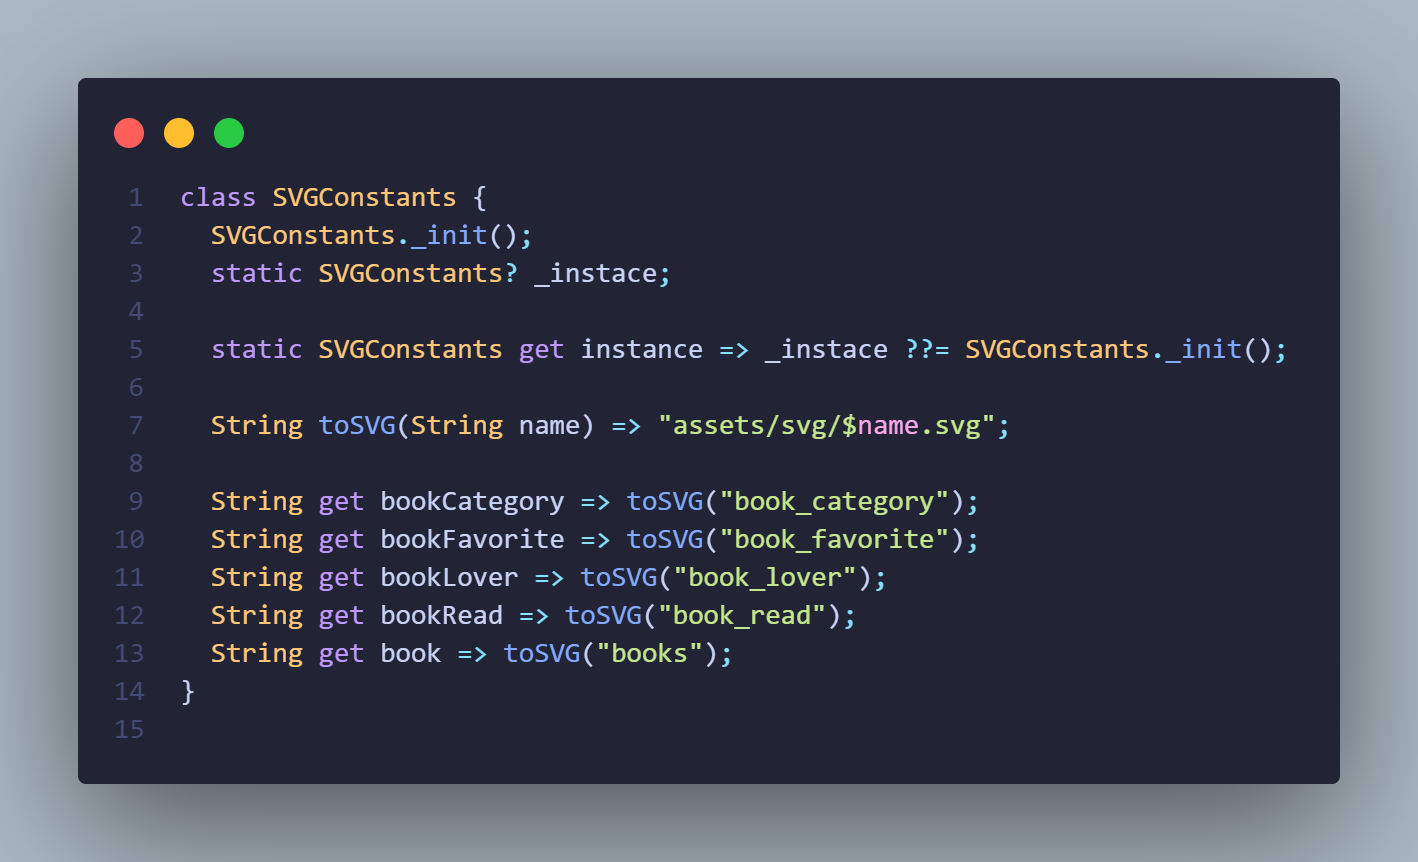 1 class SVGConstants {
2   SVGConstants._init();
3   static SVGConstants? _instace;
4
5   static SVGConstants get instance => _instace ??= SVGConstants._init();
6
7   String toSVG(String name) => "assets/svg/$name.svg";
8
9   String get bookCategory => toSVG("book_category");
10   String get bookFavorite => toSVG("book_favorite");
11   String get bookLover => toSVG("book_lover");
12   String get bookRead => toSVG("book_read");
13   String get book => toSVG("books");
14 }
15